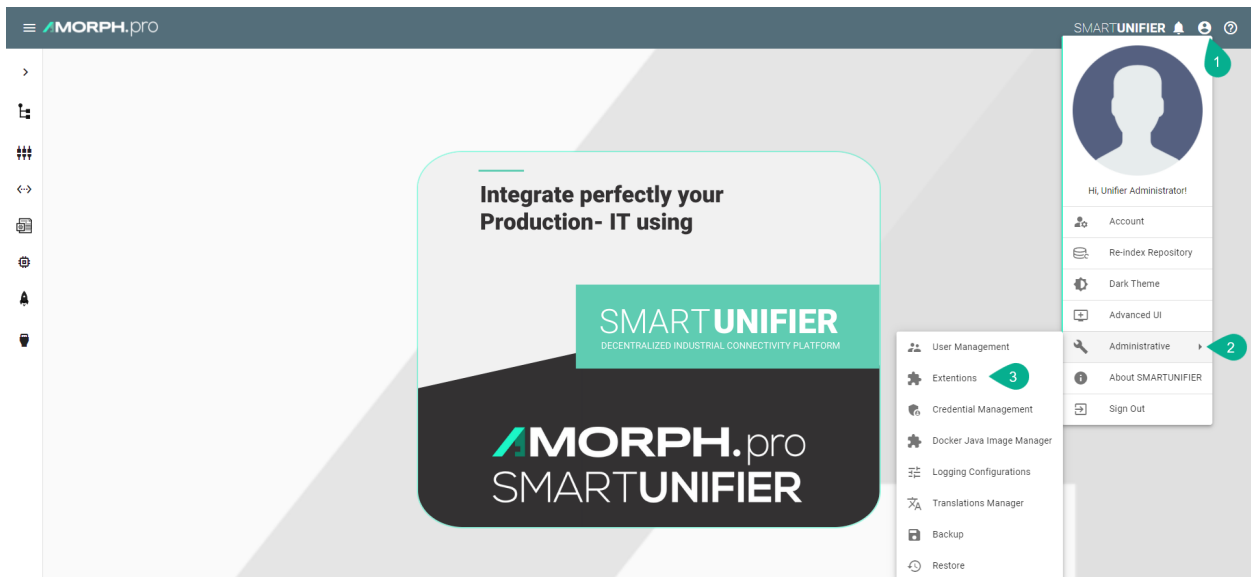 AMORPH.pro
SMARTUNIFIER
1
Hi, Unifier Administrator!
Account
Re-index Repository
Dark Theme
Advanced UI
Administrative
2
About SMARTUNIFIER
Sign Out
User Management
Extentions
3
Credential Management
Docker Java Image Manager
Logging Configurations
Translations Manager
Backup
Restore
Integrate perfectly your
Production- IT using
SMARTUNIFIER
DECENTRALIZED INDUSTRIAL CONNECTIVITY PLATFORM
AMORPH.pro
SMARTUNIFIER